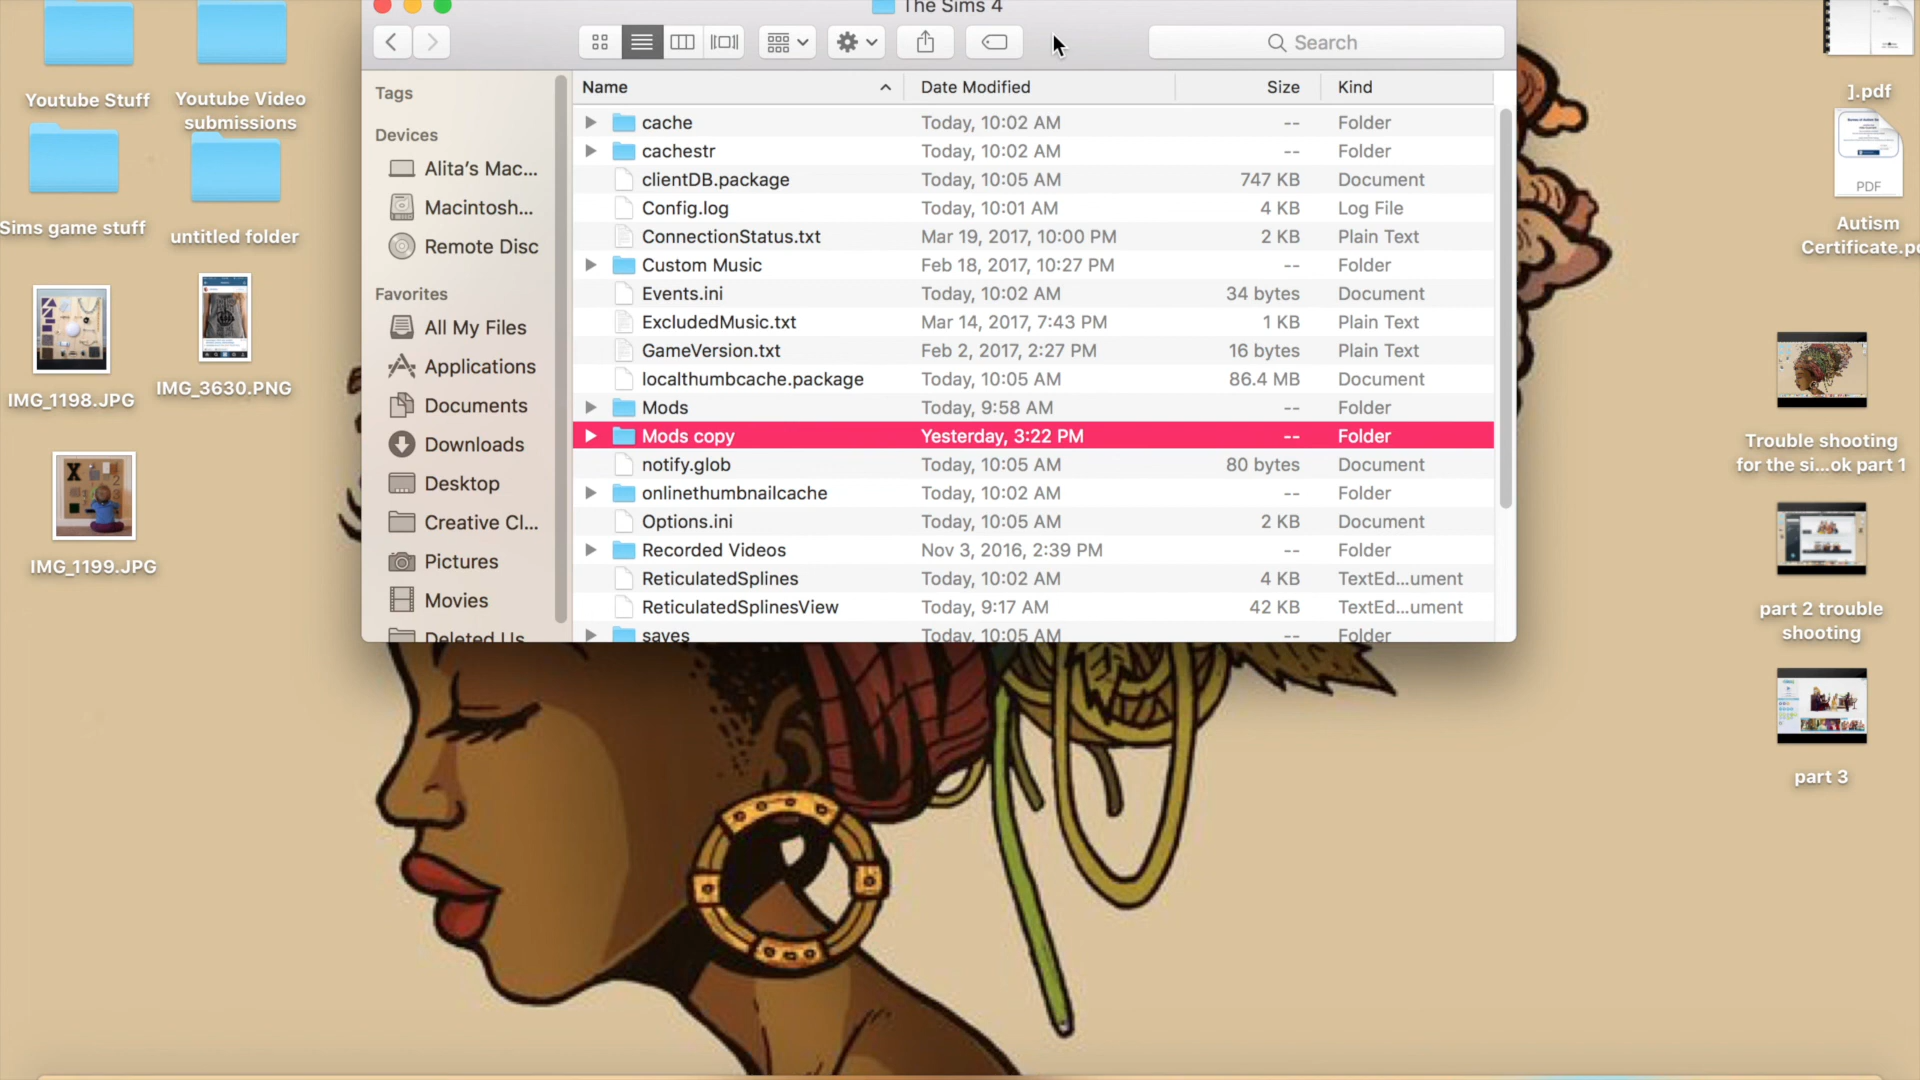 The Sims 4
Search
Youtube Stuff
Youtube Video
submissions
Sims game stuff
untitled folder
IMG_1198.JPG
IMG_3630.PNG
IMG_1199.JPG
Tags
Devices
Alita’s Mac...
Macintosh...
Remote Disc
Favorites
All My Files
Applications
Documents
Downloads
Desktop
Creative Cl...
Pictures
Movies
Deleted Us
Name Date Modified Size Kind
cache Today, 10:02 AM -- Folder
cachestr Today, 10:02 AM -- Folder
clientDB.package Today, 10:05 AM 747 KB Document
Config.log Today, 10:01 AM 4 KB Log File
ConnectionStatus.txt Mar 19, 2017, 10:00 PM 2 KB Plain Text
Custom Music Feb 18, 2017, 10:27 PM -- Folder
Events.ini Today, 10:02 AM 34 bytes Document
ExcludedMusic.txt Mar 14, 2017, 7:43 PM 1 KB Plain Text
GameVersion.txt Feb 2, 2017, 2:27 PM 16 bytes Plain Text
localthumbcache.package Today, 10:05 AM 86.4 MB Document
Mods Today, 9:58 AM -- Folder
Mods copy Yesterday, 3:22 PM -- Folder
notify.glob Today, 10:05 AM 80 bytes Document
onlinethumbnailcache Today, 10:02 AM -- Folder
Options.ini Today, 10:05 AM 2 KB Document
Recorded Videos Nov 3, 2016, 2:39 PM -- Folder
ReticulatedSplines Today, 10:02 AM 4 KB TextEd...ument
ReticulatedSplinesView Today, 9:17 AM 42 KB TextEd...ument
saves Today, 10:05 AM -- Folder
].pdf
PDF
Autism
Certificate.pd
Trouble shooting
for the si...ok part 1
part 2 trouble
shooting
part 3